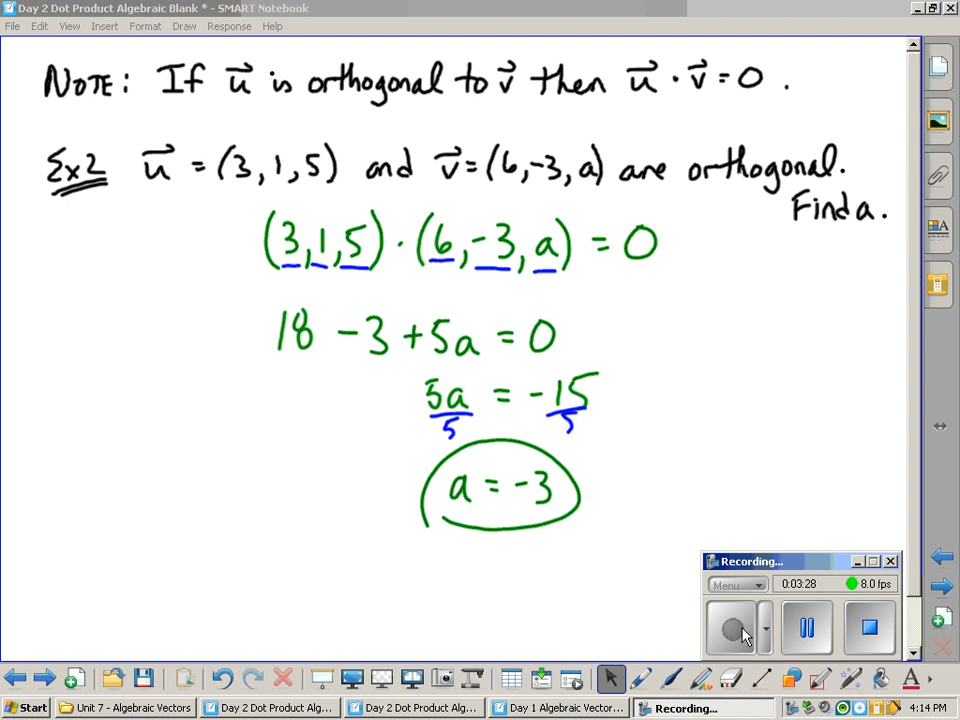 Day 2 Dot Product Algebraic Blank * - SMART Notebook
File Edit View Insert Format Draw Response Help
NOTE: If u⃗ is orthogonal to v⃗ then u⃗ · v⃗ = 0 .
Ex2 u⃗ = (3, 1, 5) and v⃗ = (6, -3, a) are orthogonal.
Find a.
(3, 1, 5) · (6, -3, a) = 0
18 - 3 + 5a = 0
5a = -15
5 5
a = -3
Recording...
Menu 0:03:28 8.0 fps
A
Start Unit 7 - Algebraic Vectors Day 2 Dot Product Alg... Day 2 Dot Product Alg... Day 1 Algebraic Vector... Recording... 4:14 PM